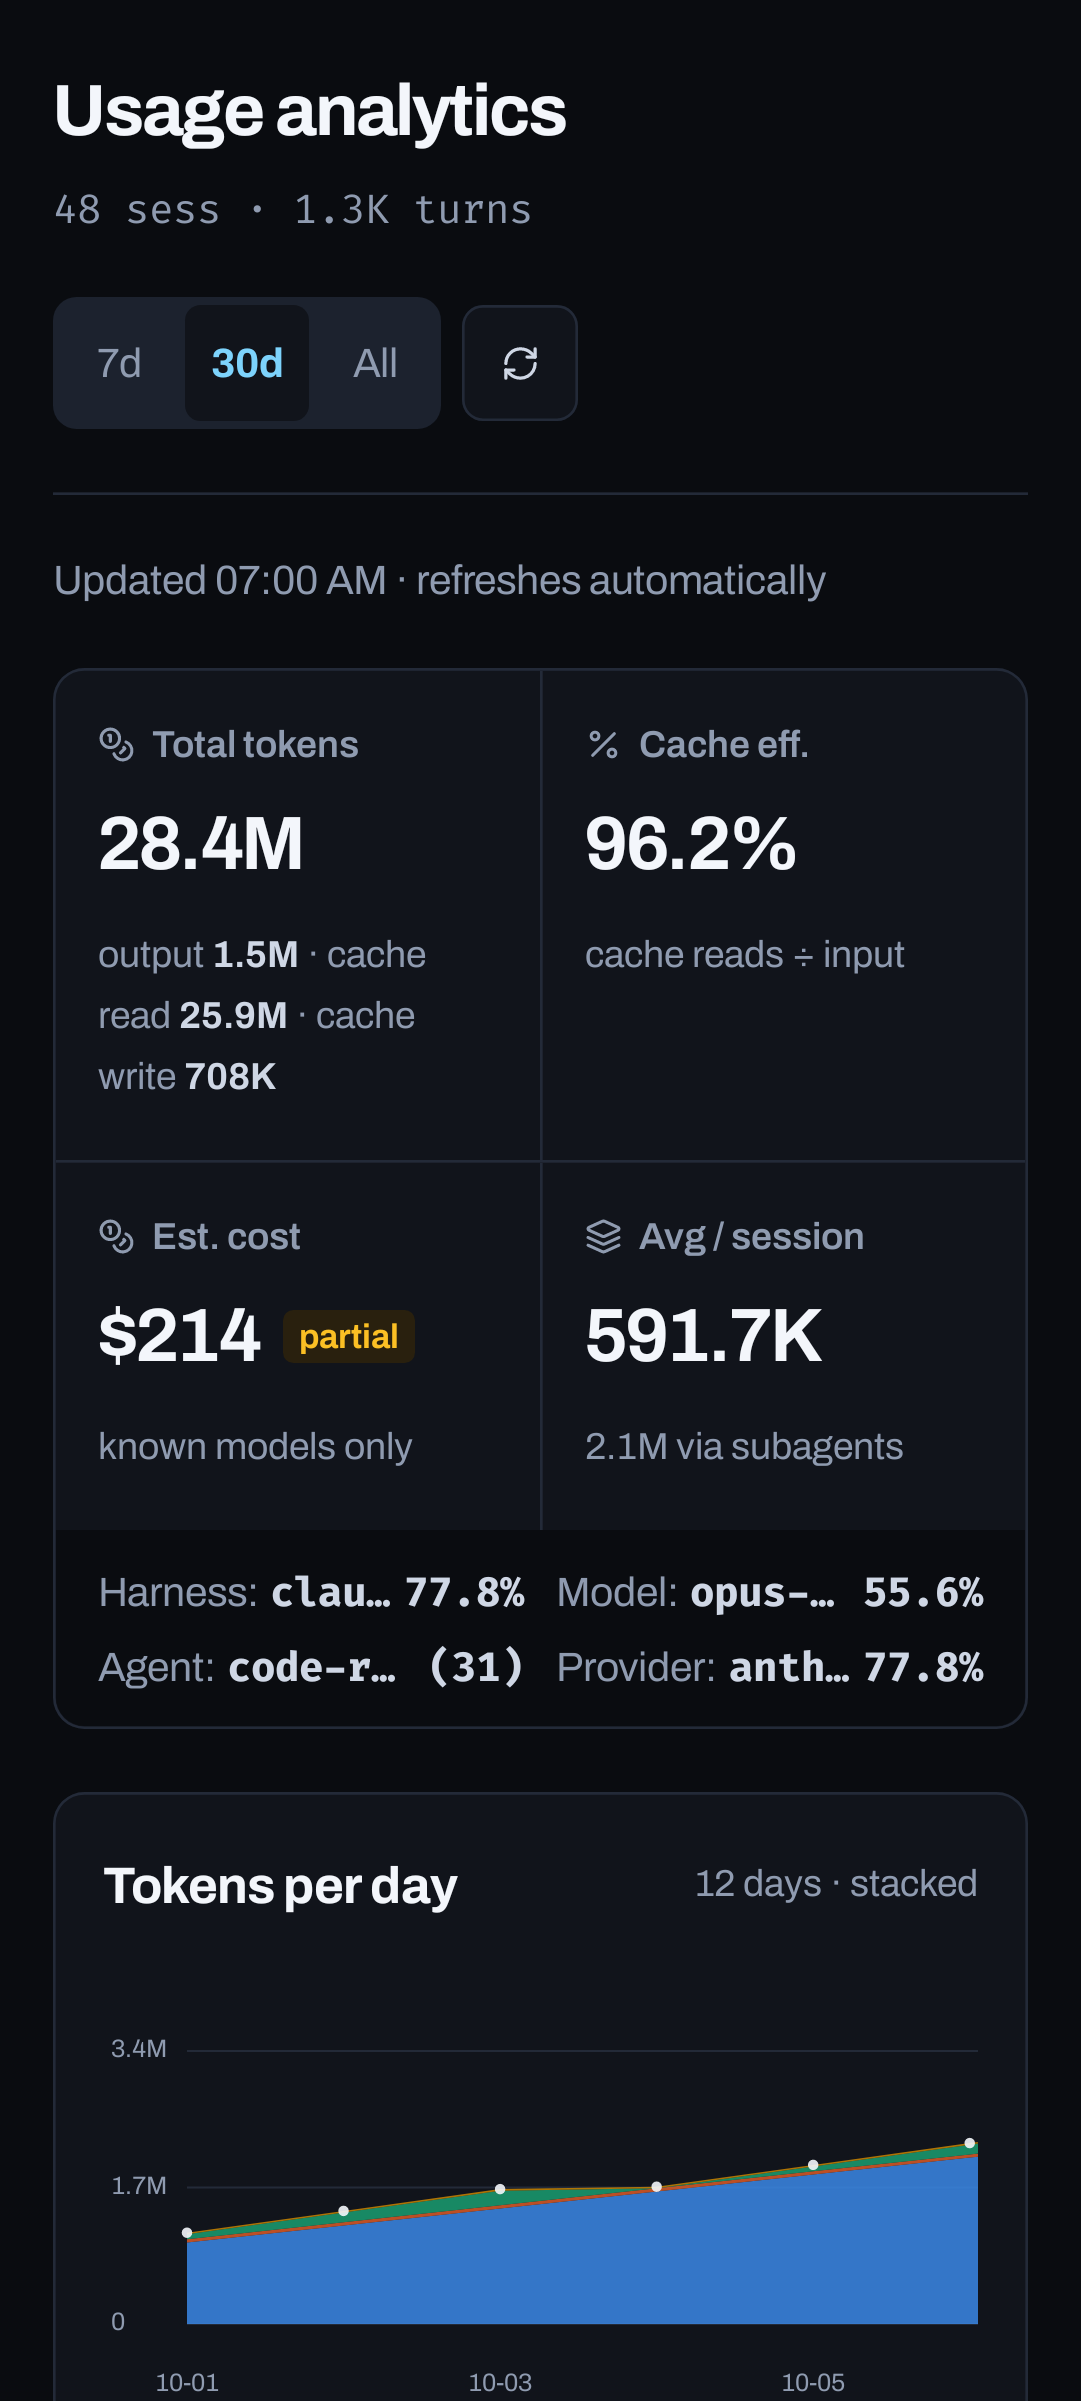 Usage analytics
48 sess · 1.3K turns
7d 30d All
Updated 07:00 AM · refreshes automatically
Total tokens
28.4M
output 1.5M · cache
read 25.9M · cache
write 708K
Cache eff.
96.2%
cache reads ÷ input
Est. cost
$214 partial
known models only
Avg / session
591.7K
2.1M via subagents
Harness: clau… 77.8% Model: opus-… 55.6%
Agent: code-r… (31) Provider: anth… 77.8%
Tokens per day
12 days · stacked
3.4M
1.7M
0
10-01 10-03 10-05